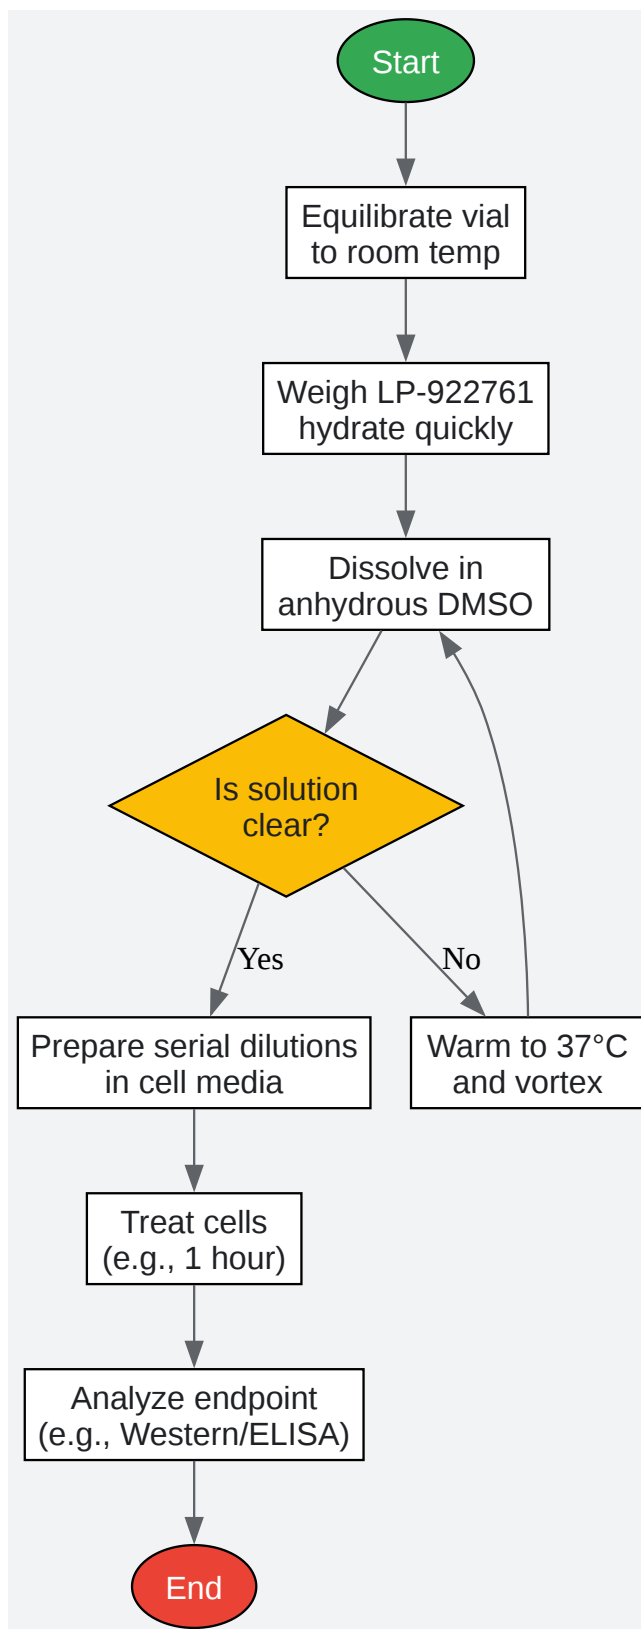 Start
Equilibrate vial
to room temp
Weigh LP-922761
hydrate quickly
Dissolve in
anhydrous DMSO
Is solution
clear?
Yes
No
Prepare serial dilutions
in cell media
Warm to 37°C
and vortex
Treat cells
(e.g., 1 hour)
Analyze endpoint
(e.g., Western/ELISA)
End